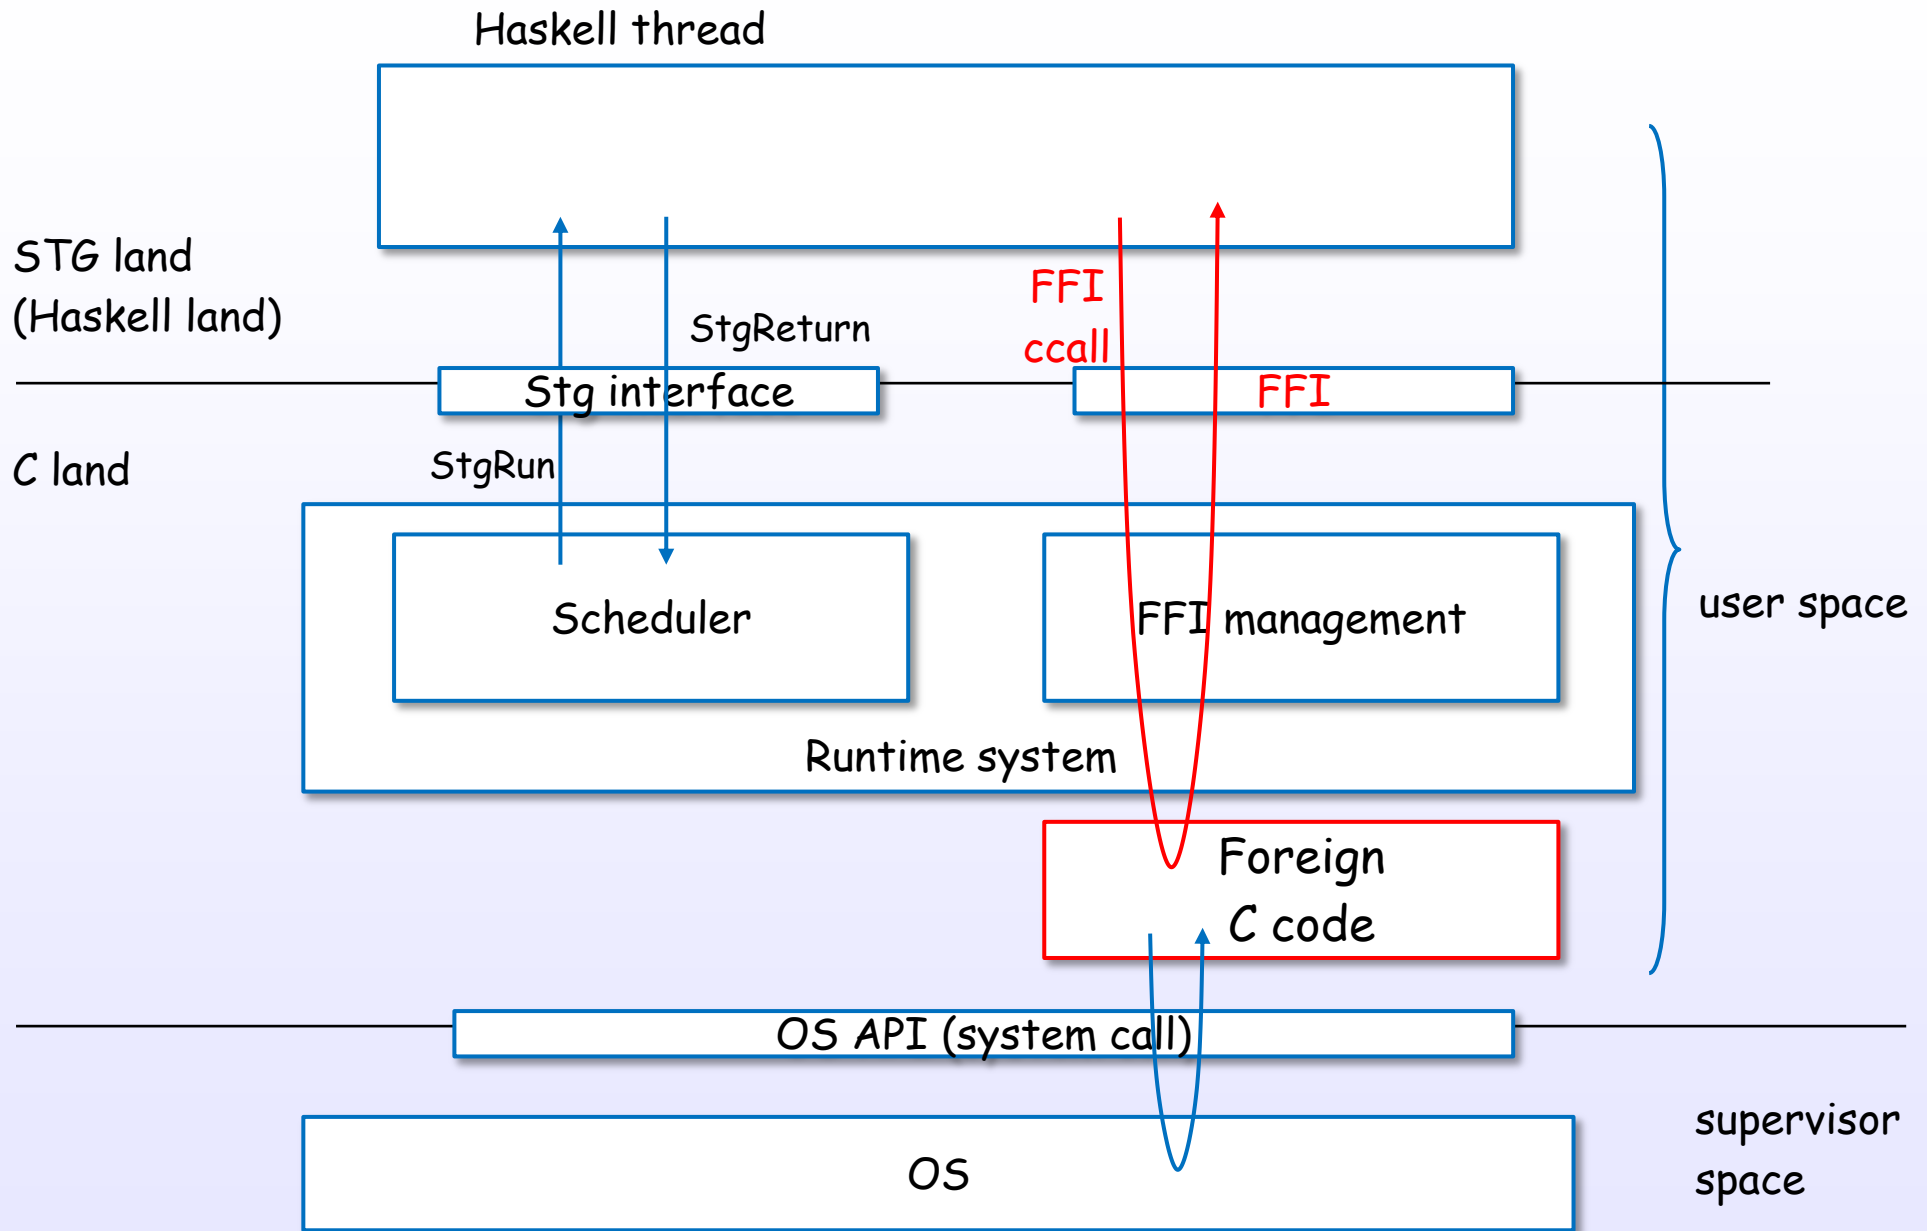 Haskell thread
STG land
(Haskell land)
FFI
ccall
StgReturn
Stg interface
FFI
C land
StgRun
Scheduler
FFI management
user space
Runtime system
Foreign
C code
OS API (system call)
supervisor
space
OS